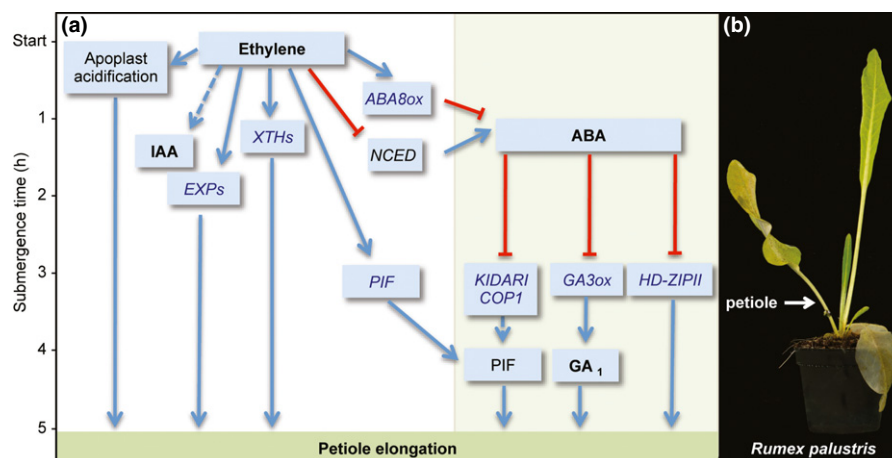 (a)
(b)
Start
Submergence time (h)
1
2
3
4
5
Apoplast
acidification
Ethylene
ABA8ox
IAA
XTHs
NCED
ABA
EXPs
PIF
KIDARI
COP1
GA3ox
HD-ZIPII
PIF
GA 1
Petiole elongation
petiole
Rumex palustris